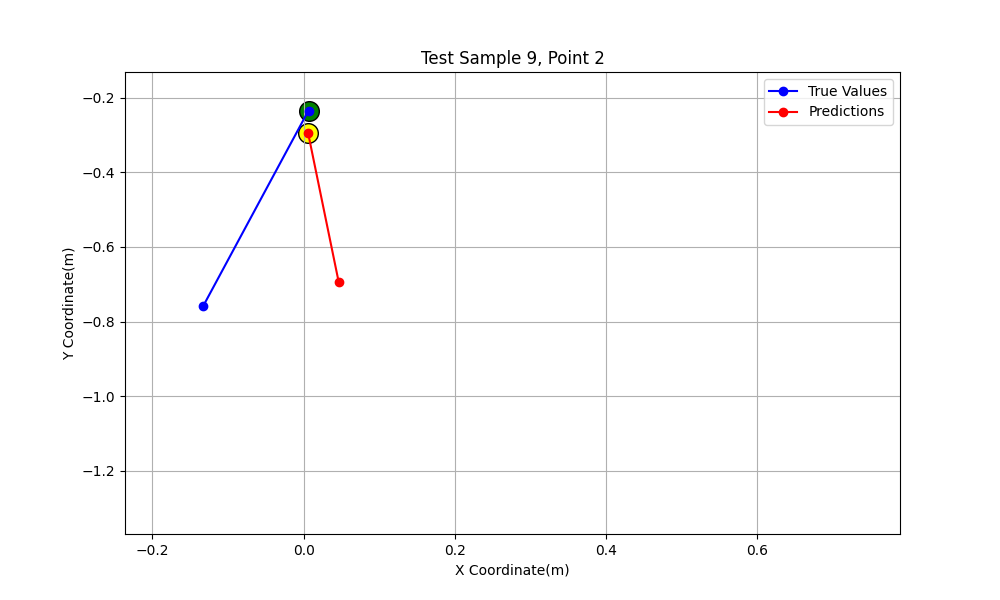 Test Sample 9, Point 2
True Values
Predictions
Y Coordinate(m)
−0.2
−0.4
−0.6
−0.8
−1.0
−1.2
−0.2 0.0 0.2 0.4 0.6
X Coordinate(m)